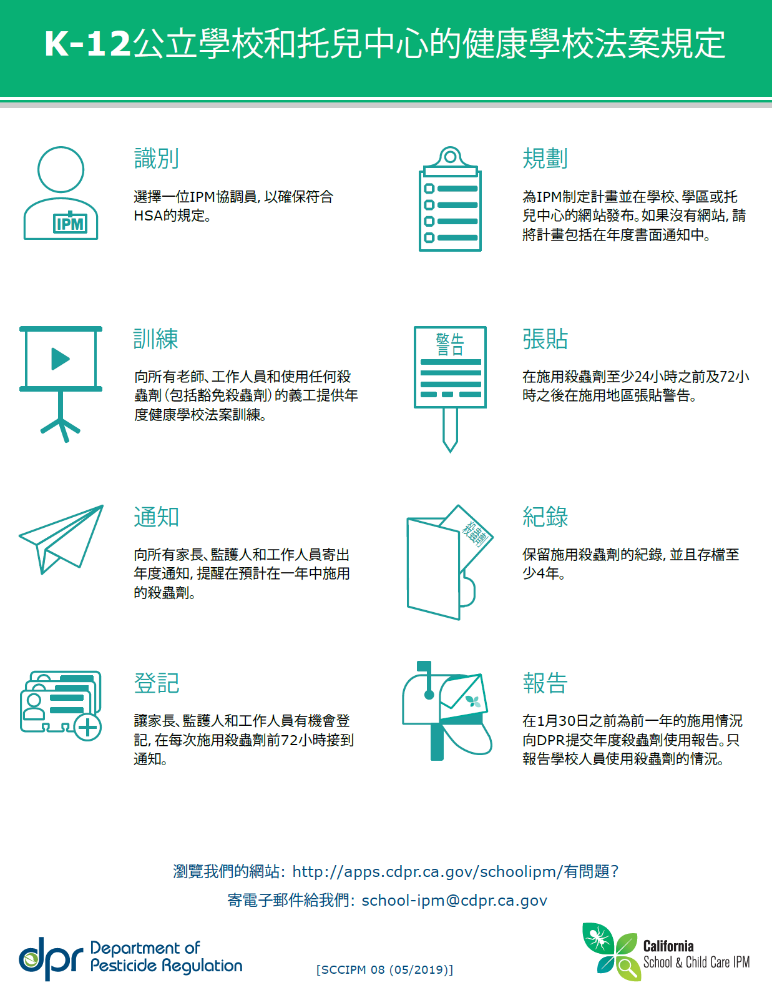 K-12公立學校和托兒中心的健康學校法案規定
識別
選擇一位IPM協調員, 以確保符合
HSA的規定。
IPM
規劃
為IPM制定計畫並在學校、學區或托
兒中心的網站發布。如果沒有網站, 請
將計畫包括在年度書面通知中。
訓練
向所有老師、工作人員和使用任何殺
蟲劑（包括豁免殺蟲劑）的義工提供年
度健康學校法案訓練。
警告
張貼
在施用殺蟲劑至少24小時之前及72小
時之後在施用地區張貼警告。
通知
向所有家長、監護人和工作人員寄出
年度通知, 提醒在預計在一年中施用
的殺蟲劑。
殺蟲劑
紀錄
保留施用殺蟲劑的紀錄, 並且存檔至
少4年。
登記
讓家長、監護人和工作人員有機會登
記, 在每次施用殺蟲劑前72小時接到
通知。
報告
在1月30日之前為前一年的施用情況
向DPR提交年度殺蟲劑使用報告。只
報告學校人員使用殺蟲劑的情況。
瀏覽我們的網站: http://apps.cdpr.ca.gov/schoolipm/有問題?
寄電子郵件給我們: school-ipm@cdpr.ca.gov
dpr Department of
Pesticide Regulation
[SCCIPM 08 (05/2019)]
California
School & Child Care IPM